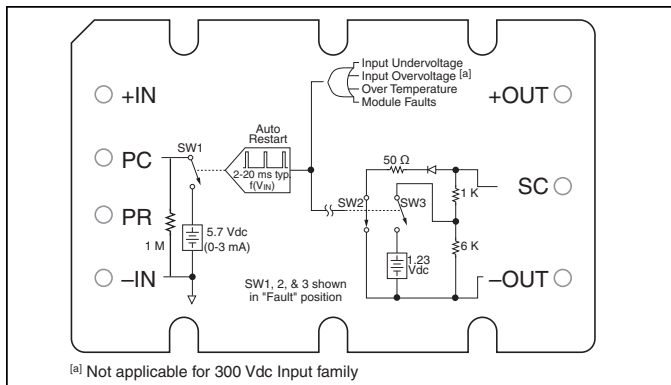 Input Undervoltage
Input Overvoltage [a]
Over Temperature
Module Faults
+IN
+OUT
SW1
Auto
Restart
PC
2-20 ms typ.
f(VIN)
50 Ω
SC
SW2
SW3
1 K
PR
5.7 Vdc
(0-3 mA)
1 M
6 K
1.23
Vdc
–IN
SW1, 2, & 3 shown
in "Fault" position
–OUT
[a] Not applicable for 300 Vdc Input family